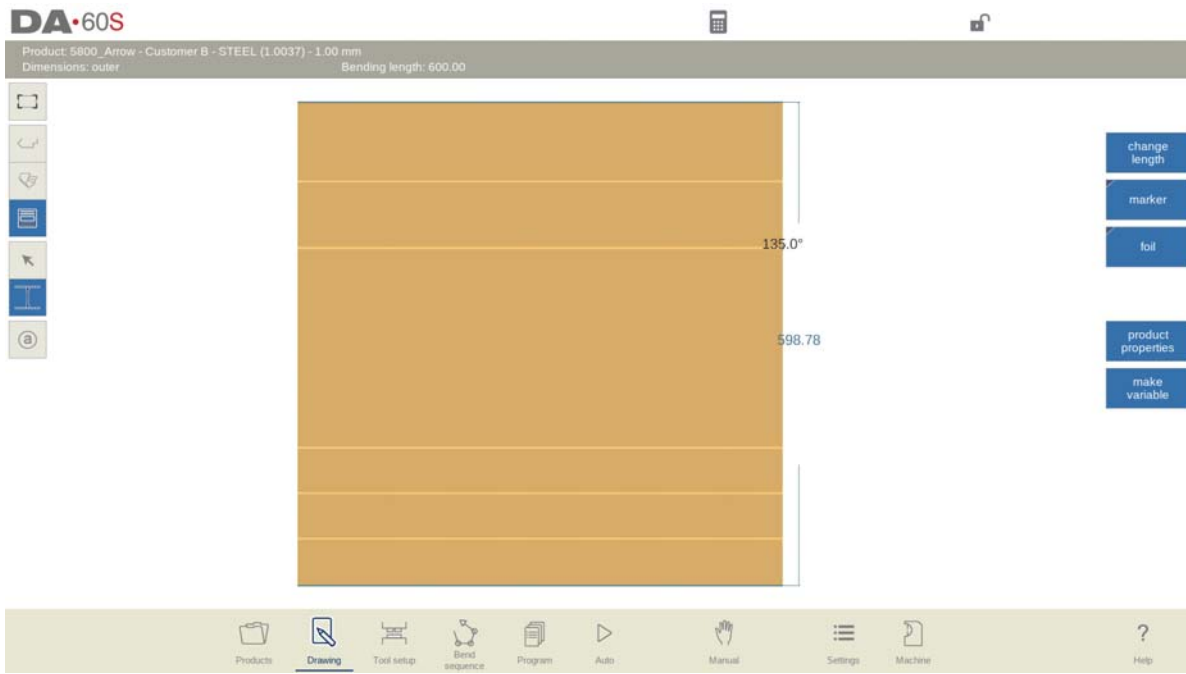 DA•60S
Product: 5800_Arrow - Customer B - STEEL (1.0037) - 1.00 mm
Dimensions: outer Bending length: 600.00
change
length
marker
135.0°
foil
598.78
a
product
properties
make
variable
Products
Drawing
Tool setup
Bend
sequence
Program
Auto
Manual
Settings
Machine
?
Help